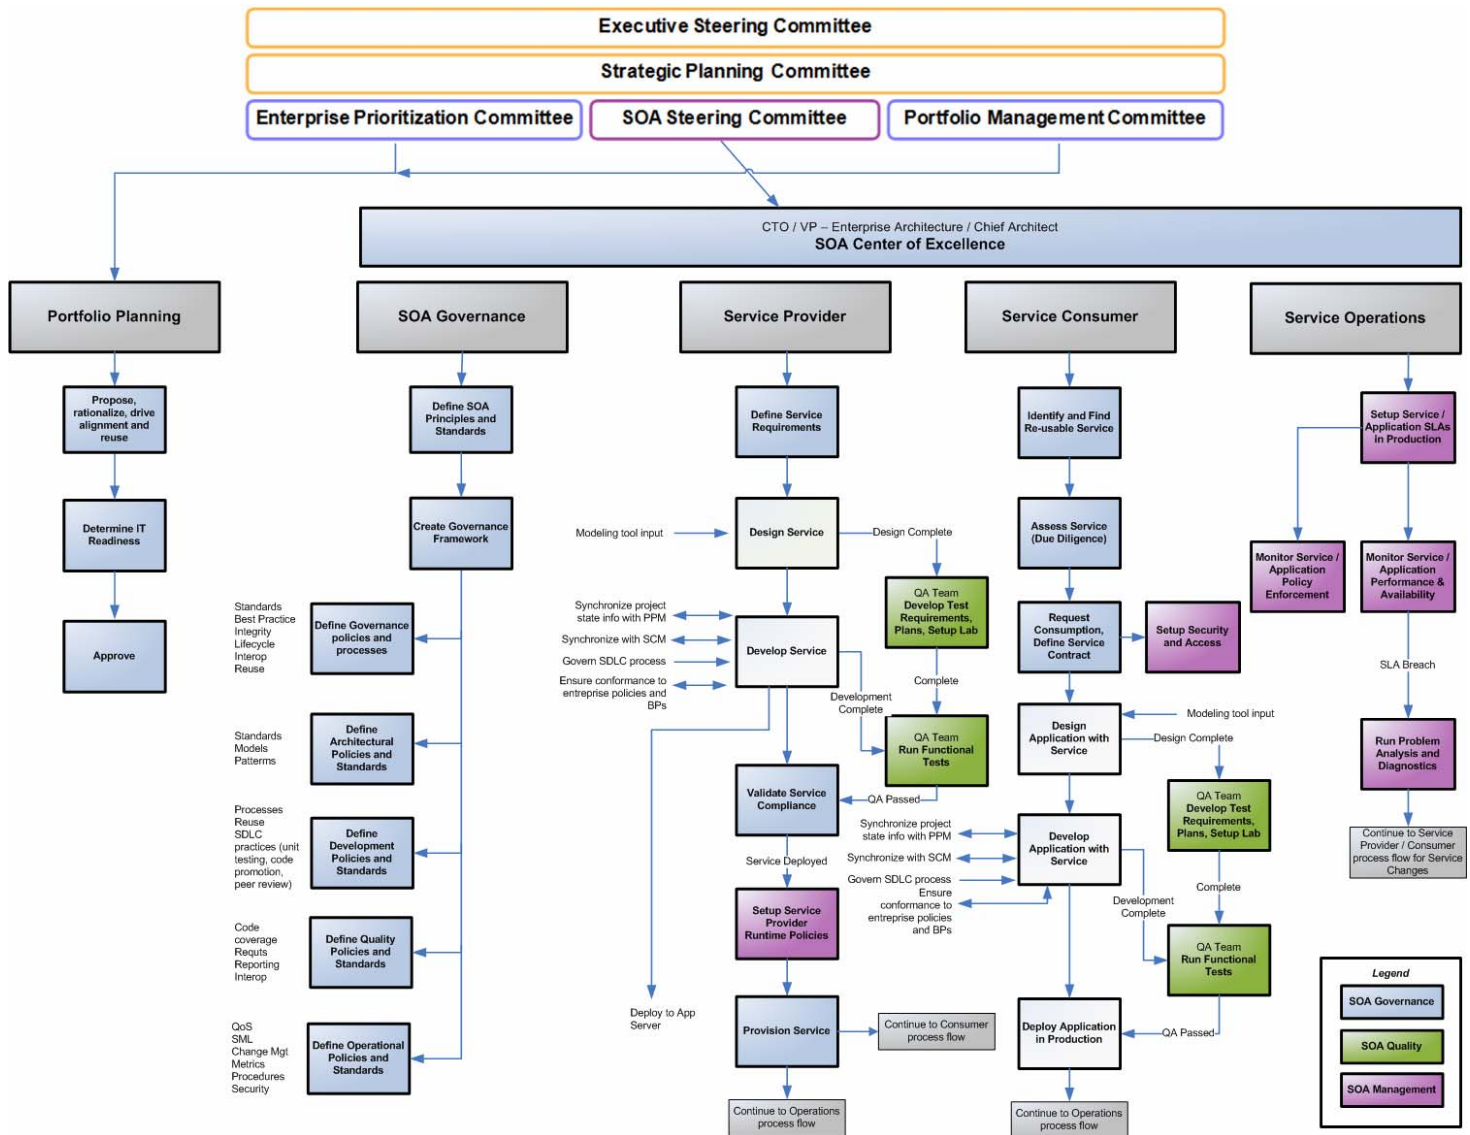 Executive Steering Committee
Strategic Planning Committee
Enterprise Prioritization Committee
SOA Steering Committee
Portfolio Management Committee
CTO / VP – Enterprise Architecture / Chief Architect
SOA Center of Excellence
Portfolio Planning
Propose,
rationalize, drive
alignment and
reuse
Determine IT
Readiness
Approve
SOA Governance
Define SOA
Principles and
Standards
Create Governance
Framework
Standards
Best Practice
Integrity
Lifecycle
Interop
Reuse
Define Governance
policies and
processes
Standards
Models
Patterns
Define
Architectural
Policies and
Standards
Processes
Reuse
SDLC
practices (unit
testing, code
promotion,
peer review)
Define
Development
Policies and
Standards
Code
coverage
Requts
Reporting
Interop
Define Quality
Policies and
Standards
QoS
SML
Change Mgt
Metrics
Procedures
Security
Define Operational
Policies and
Standards
Service Provider
Define Service
Requirements
Modeling tool input
Design Service
Design Complete
QA Team
Develop Test
Requirements,
Plans, Setup Lab
Synchronize project
state info with PPM
Synchronize with SCM
Govern SDLC process
Ensure conformance to
entreprise policies and
BPs
Develop Service
Complete
Development
Complete
QA Team
Run Functional
Tests
QA Passed
Validate Service
Compliance
Service Deployed
Setup Service
Provider
Runtime Policies
Deploy to App
Server
Provision Service
Continue to Consumer
process flow
Continue to Operations
process flow
Service Consumer
Identify and Find
Re-usable Service
Assess Service
(Due Diligence)
Request
Consumption,
Define Service
Contract
Setup Security
and Access
Modeling tool input
Design
Application with
Service
Design Complete
QA Team
Develop Test
Requirements,
Plans, Setup Lab
Synchronize project
state info with PPM
Synchronize with SCM
Govern SDLC process
Ensure
conformance to
entreprise policies
and BPs
Develop
Application with
Service
Complete
Development
Complete
QA Team
Run Functional
Tests
QA Passed
Deploy Application
in Production
Continue to Operations
process flow
Service Operations
Setup Service /
Application SLAs
in Production
Monitor Service /
Application
Policy
Enforcement
Monitor Service /
Application
Performance &
Availability
SLA Breach
Run Problem
Analysis and
Diagnostics
Continue to Service
Provider / Consumer
process flow for Service
Changes
Legend
SOA Governance
SOA Quality
SOA Management